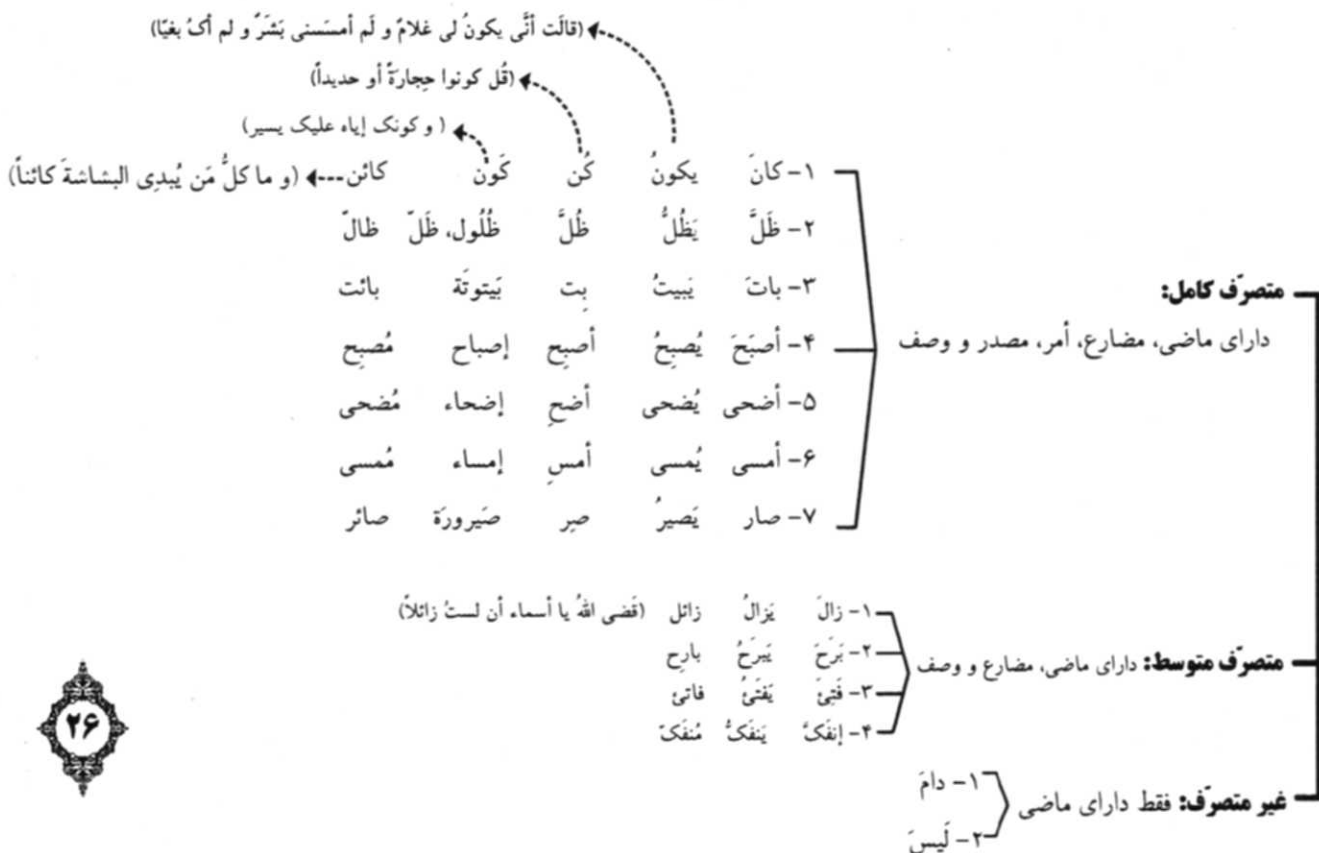 (قالَت أنَّی یکونُ لی غلامٌ و لَم أمسَسنی بَشَرٌ و لم أکُ بغیّا)
(قُل کونوا حِجارَةً أو حدیداً)
( و کونک إیاه علیک یسیر)
۱- کانَ یکونُ کُن کَون کائن (و ما کلُّ مَن یُبدِی البشاشةَ کائناً)
۲- ظَلَّ یَظُلُّ ظُلَّ ظُلُول، ظَلّ ظالّ
۳- باتَ یَبیتُ بِت بَیتوتَة بائت
متصرّف کامل:
دارای ماضی، مضارع، أمر، مصدر و وصف
۴- أصبَحَ یُصبِحُ أصبِح إصباح مُصبِح
۵- أضحی یُضحی أضحِ إضحاء مُضحی
۶- أمسی یُمسی أمسِ إمساء مُمسی
۷- صار یَصیرُ صِر صَیرورَة صائر
۱- زالَ یَزالُ زائل (قَضی اللهُ یا أسماء أن لستُ زائلاً)
متصرّف متوسط: دارای ماضی، مضارع و وصف
۲- بَرَحَ یَبرَحُ بارِح
۳- فَتِئَ یَفتَئُ فاتئ
۴- إنفَکَّ یَنفَکُّ مُنفَکّ
۲۶
غیر متصرّف: فقط دارای ماضی
۱- دامَ
۲- لَیسَ